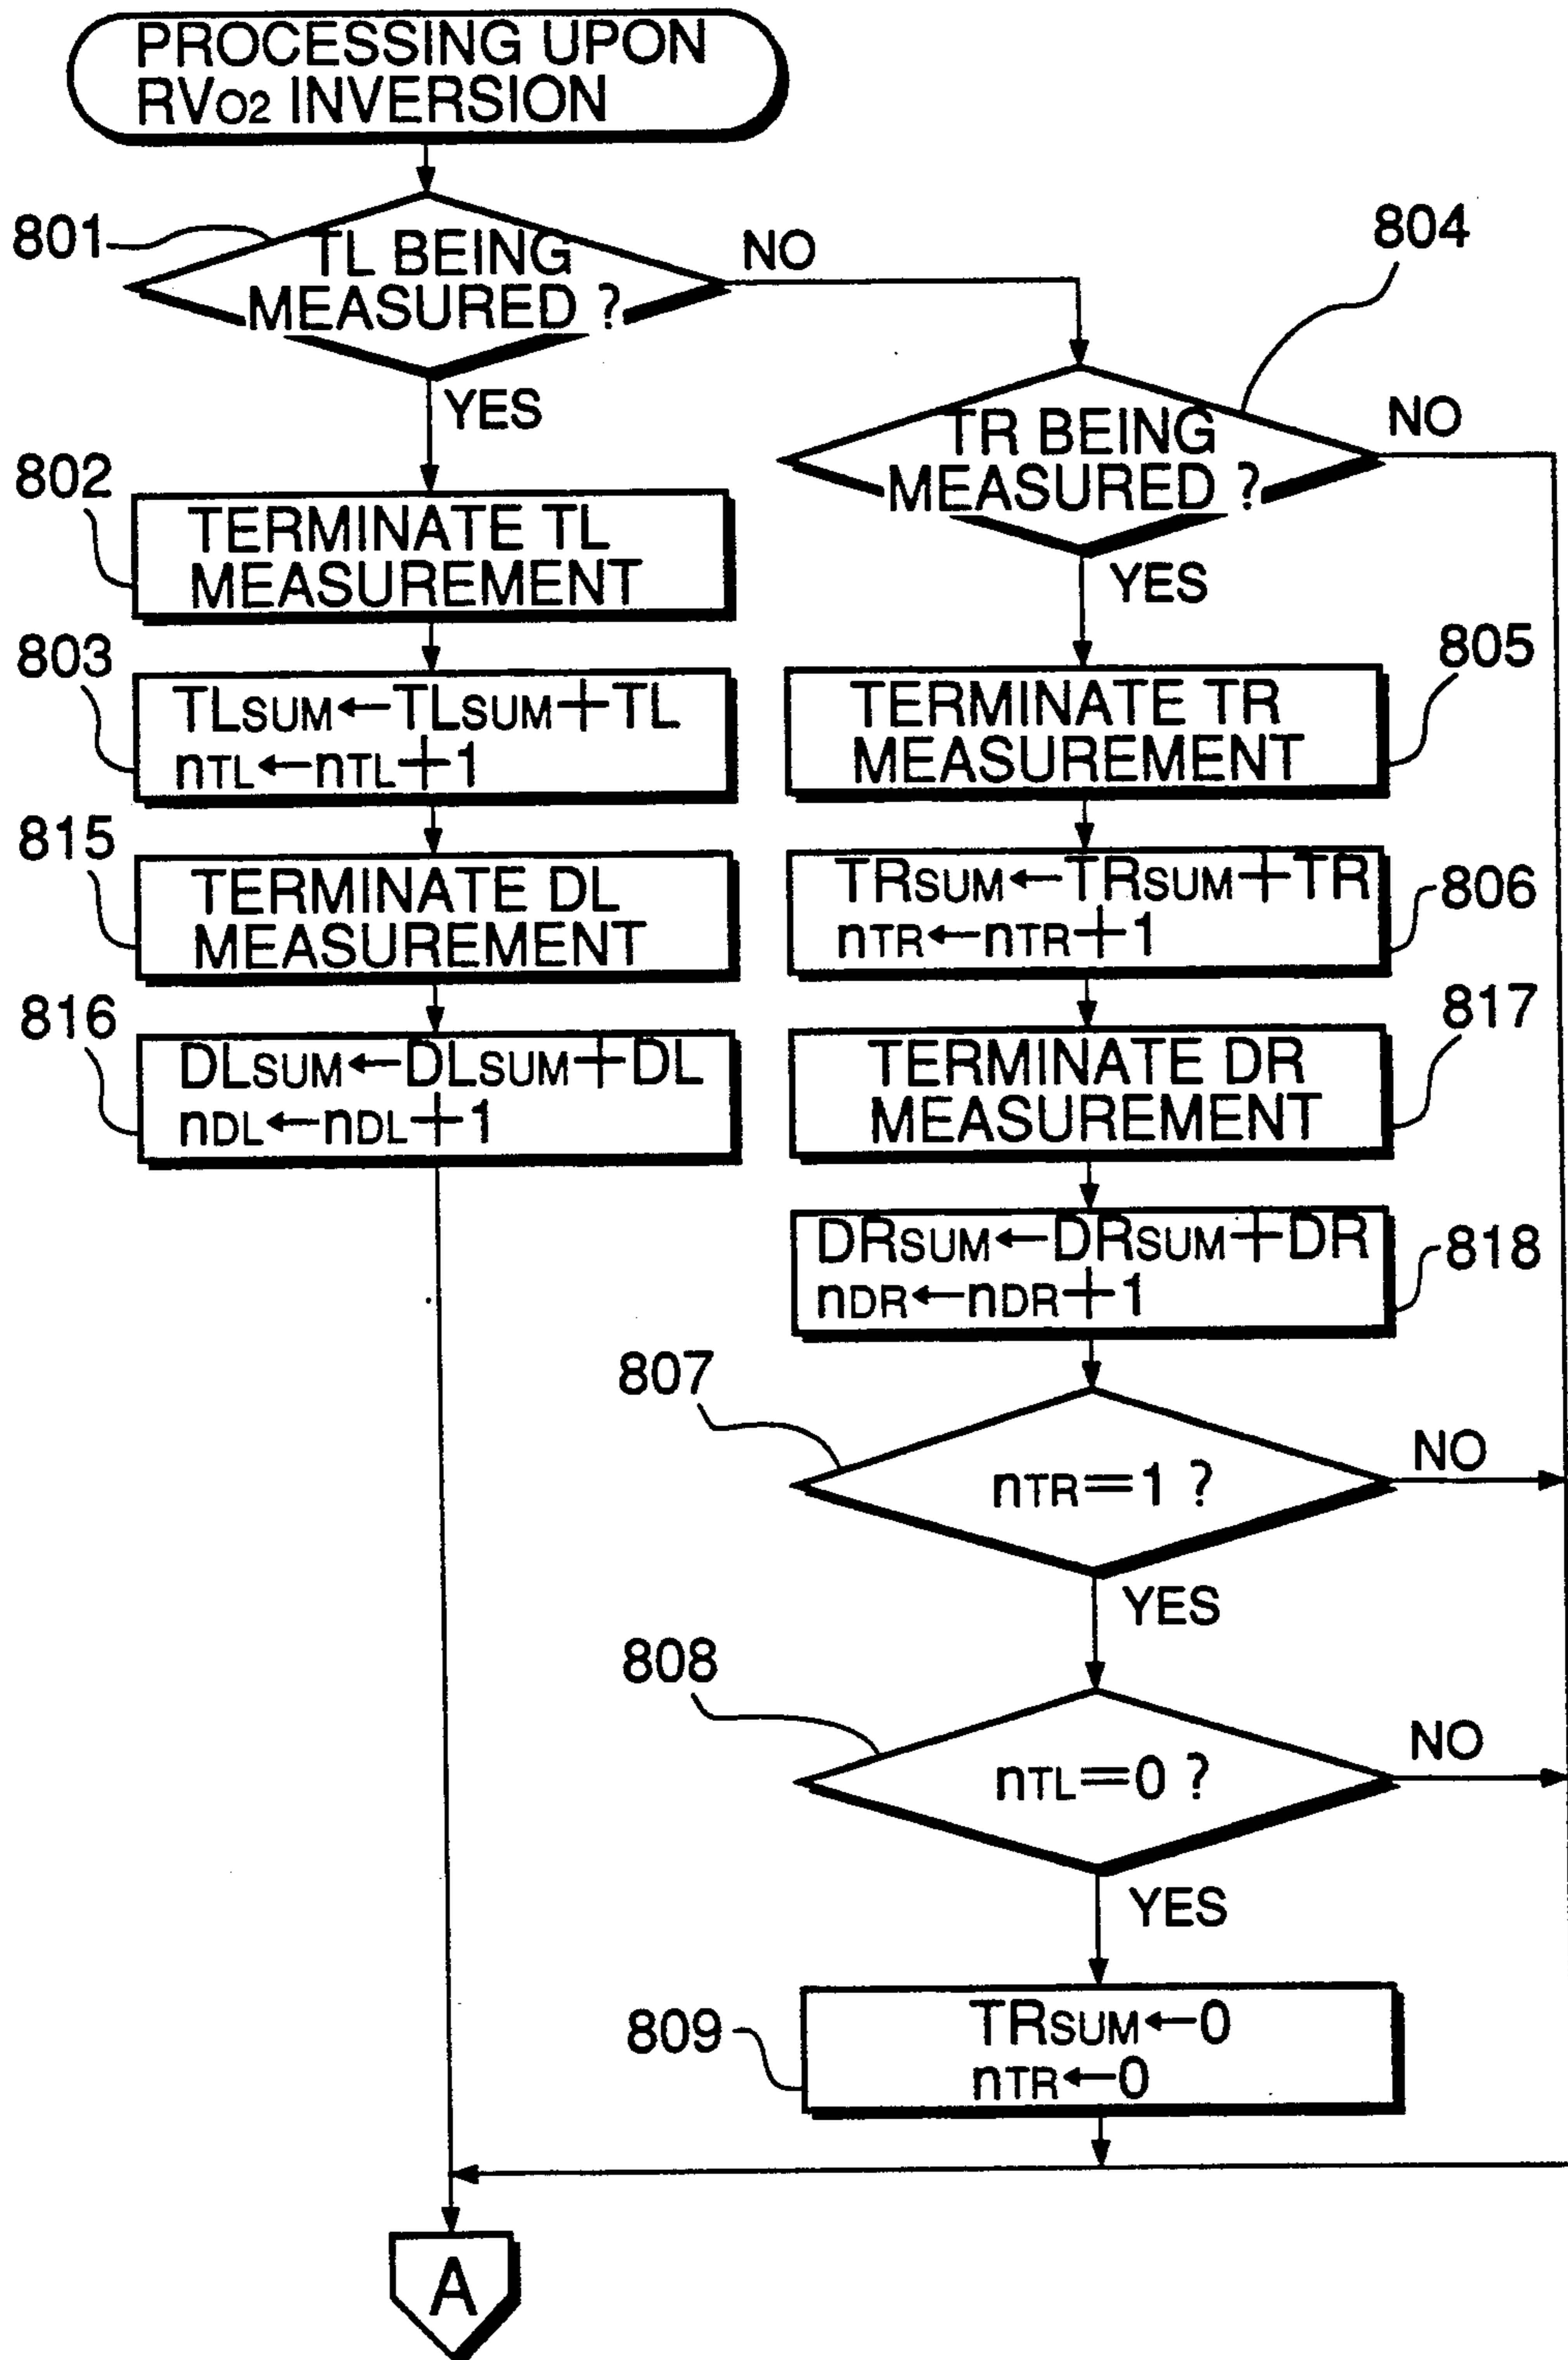 PROCESSING UPON
RVO2 INVERSION
801
TL BEING
MEASURED ?
NO
YES
804
TR BEING
MEASURED ?
NO
YES
802
TERMINATE TL
MEASUREMENT
803
TLSUM←TLSUM+TL
nTL←nTL+1
815
TERMINATE DL
MEASUREMENT
816
DLSUM←DLSUM+DL
nDL←nDL+1
805
TERMINATE TR
MEASUREMENT
806
TRSUM←TRSUM+TR
nTR←nTR+1
817
TERMINATE DR
MEASUREMENT
818
DRSUM←DRSUM+DR
nDR←nDR+1
807
nTR=1 ?
NO
YES
808
nTL=0 ?
NO
YES
809
TRSUM←0
nTR←0
A